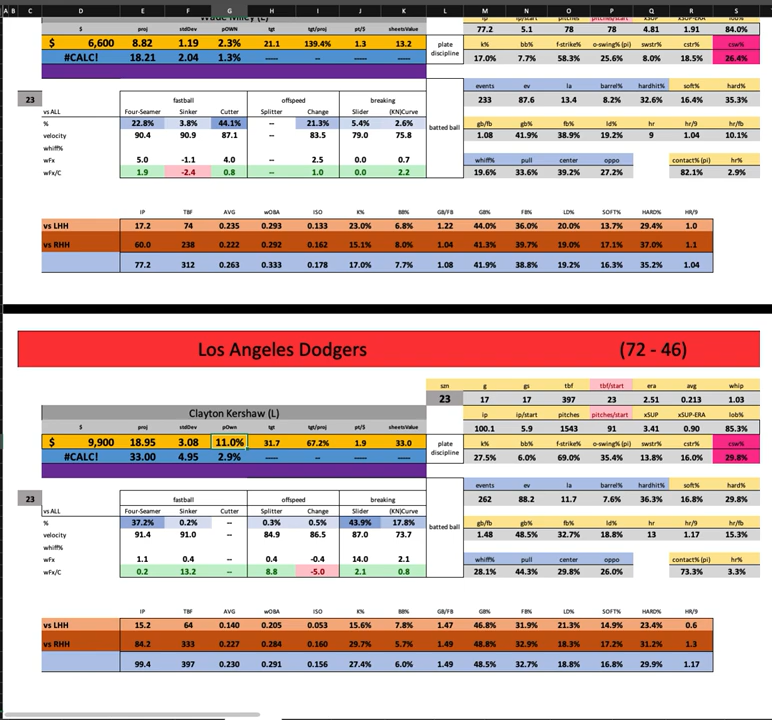 A B C D E F G H I J K L M N O P Q R S
Wade Miley (L) ip ip/start pitches pitches/start xSUP xSUP-ERA lob%
$ proj stdDev pOWN tgt tgt/proj pt/$ sheetsValue 77.2 5.1 78 78 4.81 1.91 84.0%
$ 6,600 8.82 1.19 2.3% 21.1 139.4% 1.3 13.2 plate discipline k% bb% f-strike% o-swing% (pi) swstr% cstr% csw%
#CALC! 18.21 2.04 1.3% ---- ---- -- ---- 17.0% 7.7% 58.3% 25.6% 8.0% 18.5% 26.4%
events ev la barrel% hardhit% soft% hard%
23 fastball offspeed breaking 233 87.6 13.4 8.2% 32.6% 16.4% 35.3%
vs ALL Four-Seamer Sinker Cutter Splitter Change Slider (KN)Curve
% 22.8% 3.8% 44.1% -- 21.3% 5.4% 2.6% batted ball gb/fb gb% fb% ld% hr hr/9 hr/fb
velocity 90.4 90.9 87.1 -- 83.5 79.0 75.8 1.08 41.9% 38.9% 19.2% 9 1.04 10.1%
whiff%
wFx 5.0 -1.1 4.0 2.5 0.0 0.7 whiff% pull center oppo contact% (pi) hr%
wFx/C 1.9 -2.4 0.8 -- 1.0 0.0 2.2 19.6% 33.6% 39.2% 27.2% 82.1% 2.9%
IP TBF AVG wOBA ISO K% BB% GB/FB GB% FB% LD% SOFT% HARD% HR/9
vs LHH 17.2 74 0.235 0.293 0.133 23.0% 6.8% 1.22 44.0% 36.0% 20.0% 13.7% 29.4% 1.0
vs RHH 60.0 238 0.222 0.292 0.162 15.1% 8.0% 1.04 41.3% 39.7% 19.0% 17.1% 37.0% 1.1
77.2 312 0.263 0.333 0.178 17.0% 7.7% 1.08 41.9% 38.8% 19.2% 16.3% 35.2% 1.04
Los Angeles Dodgers (72 - 46)
szn g gs tbf tbf/start era avg whip
23 17 17 397 23 2.51 0.213 1.03
Clayton Kershaw (L) ip ip/start pitches pitches/start xSUP xSUP-ERA lob%
$ proj stdDev pOwn tgt tgt/proj pt/$ sheetsValue 100.1 5.9 1543 91 3.41 0.90 85.3%
$ 9,900 18.95 3.08 11.0% 31.7 67.2% 1.9 33.0 plate discipline k% bb% f-strike% o-swing% (pi) swstr% cstr% csw%
#CALC! 33.00 4.95 2.9% ---- ---- -- ---- 27.5% 6.0% 69.0% 35.4% 13.8% 16.0% 29.8%
events ev la barrel% hardhit% soft% hard%
23 fastball offspeed breaking 262 88.2 11.7 7.6% 36.3% 16.8% 29.8%
vs ALL Four-Seamer Sinker Cutter Splitter Change Slider (KN)Curve
% 37.2% 0.2% -- 0.3% 0.5% 43.9% 17.8% batted ball gb/fb gb% fb% ld% hr hr/9 hr/fb
velocity 91.4 91.0 -- 84.9 86.5 87.0 73.7 1.48 48.5% 32.7% 18.8% 13 1.17 15.3%
whiff%
wFx 1.1 0.4 0.4 -0.4 14.0 2.1 whiff% pull center oppo contact% (pi) hr%
wFx/C 0.2 13.2 -- 8.8 -5.0 2.1 0.8 28.1% 44.3% 29.8% 26.0% 73.3% 3.3%
IP TBF AVG wOBA ISO K% BB% GB/FB GB% FB% LD% SOFT% HARD% HR/9
vs LHH 15.2 64 0.140 0.205 0.053 15.6% 7.8% 1.47 46.8% 31.9% 21.3% 14.9% 23.4% 0.6
vs RHH 84.2 333 0.227 0.284 0.160 29.7% 5.7% 1.49 48.8% 32.9% 18.3% 17.2% 31.2% 1.3
99.4 397 0.230 0.291 0.156 27.4% 6.0% 1.49 48.5% 32.7% 18.8% 16.8% 29.9% 1.17